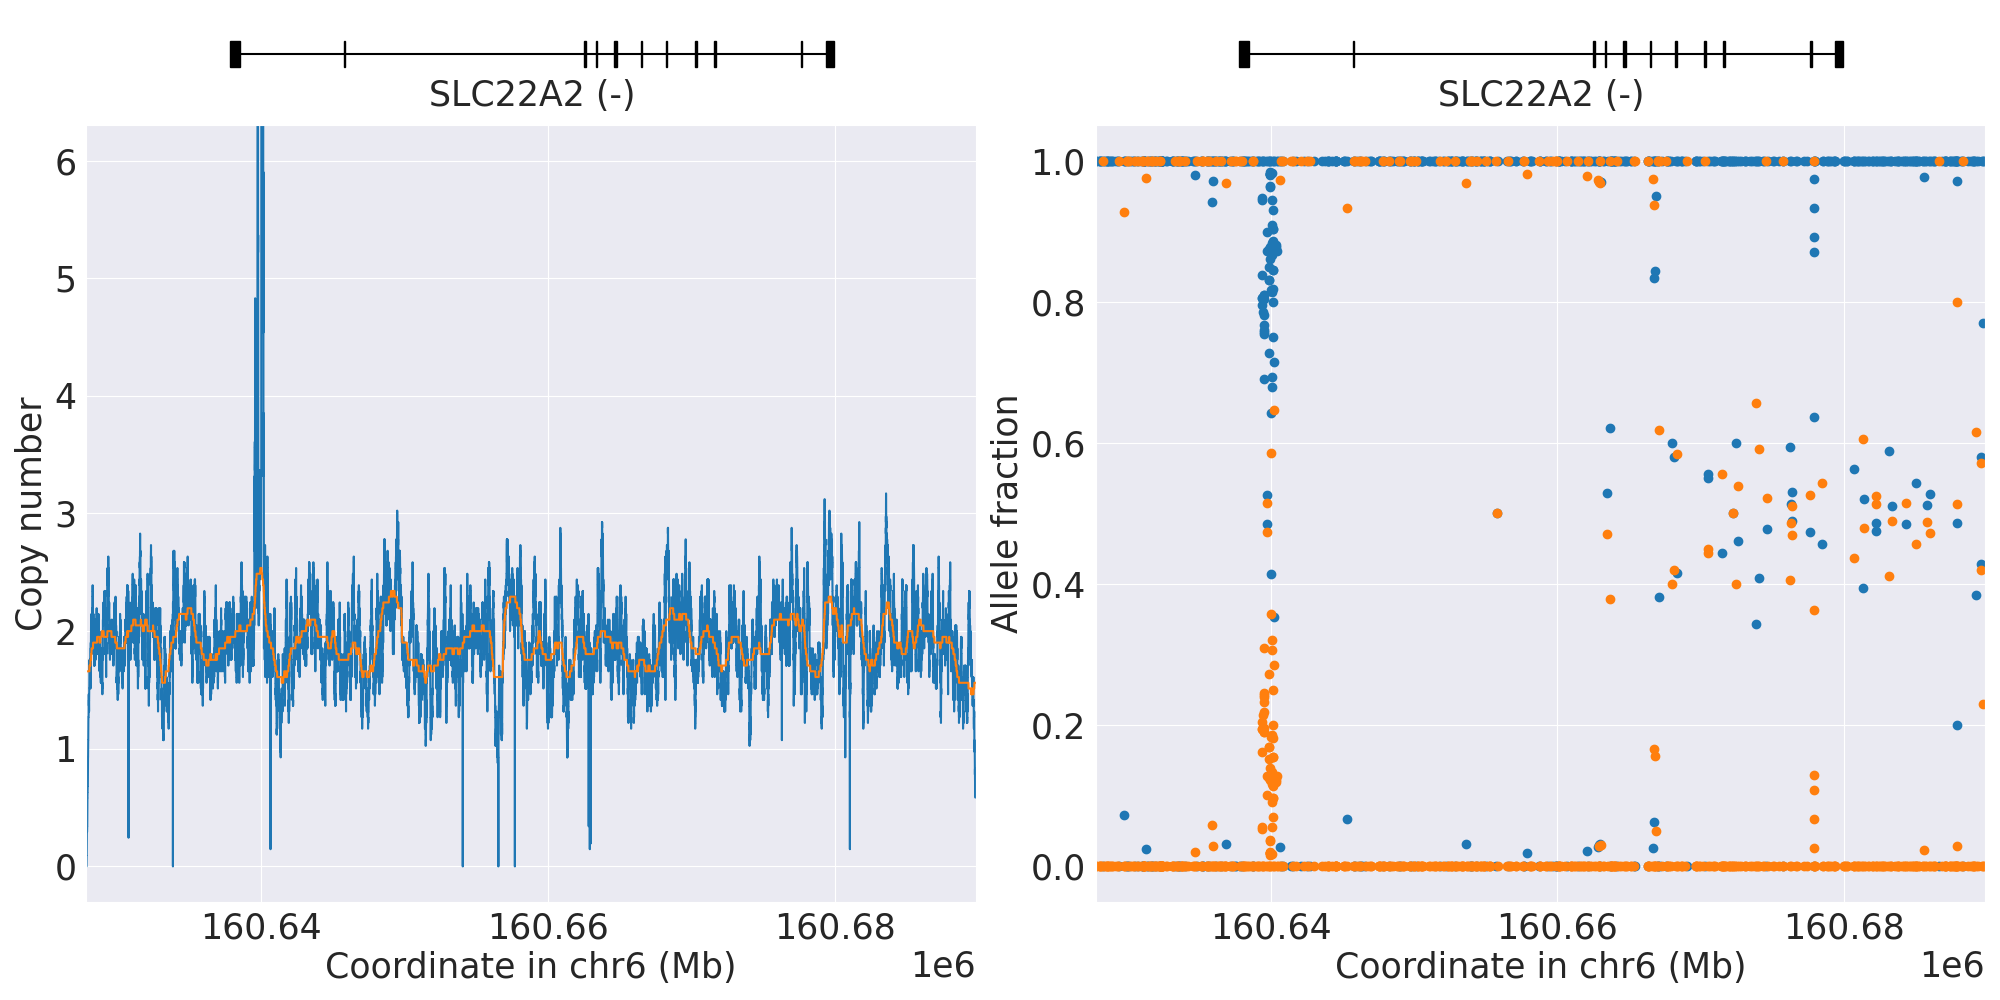 SLC22A2 (-)
Copy number
6
5
4
3
2
1
0
160.64
160.66
160.68
Coordinate in chr6 (Mb)
1e6
SLC22A2 (-)
Allele fraction
1.0
0.8
0.6
0.4
0.2
0.0
160.64
160.66
160.68
Coordinate in chr6 (Mb)
1e6